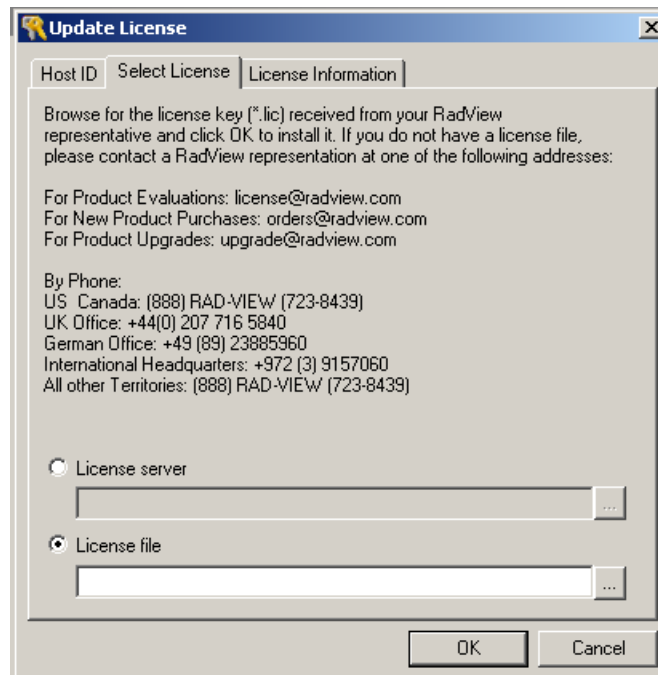 Update License
Host ID
Select License
License Information
Browse for the license key (*.lic) received from your RadView
representative and click OK to install it. If you do not have a license file,
please contact a RadView representation at one of the following addresses:
For Product Evaluations: license@radview.com
For New Product Purchases: orders@radview.com
For Product Upgrades: upgrade@radview.com
By Phone:
US  Canada: (888) RAD-VIEW (723-8439)
UK Office: +44(0) 207 716 5840
German Office: +49 (89) 23885960
International Headquarters: +972 (3) 9157060
All other Territories: (888) RAD-VIEW (723-8439)
License server
...
License file
...
OK
Cancel